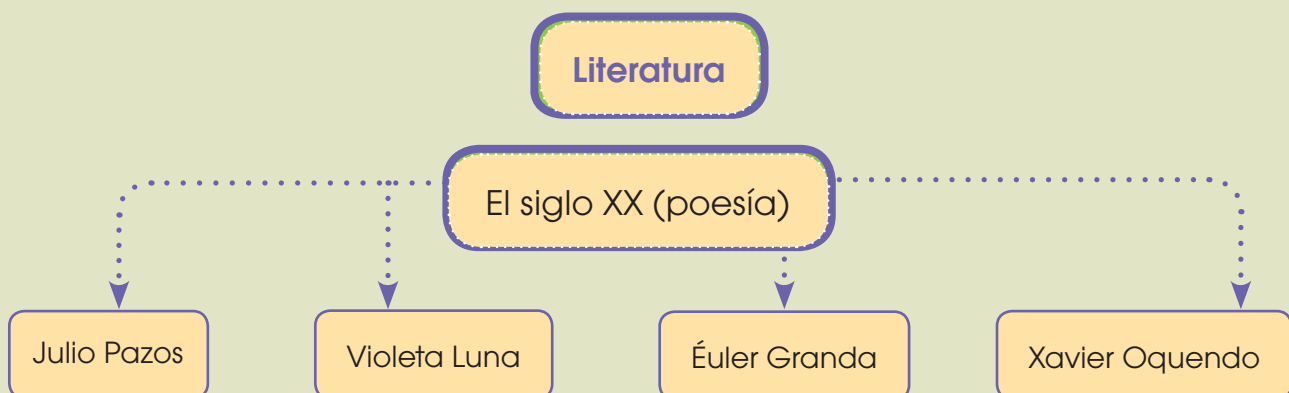 Literatura
El siglo XX (poesía)
Julio Pazos
Violeta Luna
Éuler Granda
Xavier Oquendo